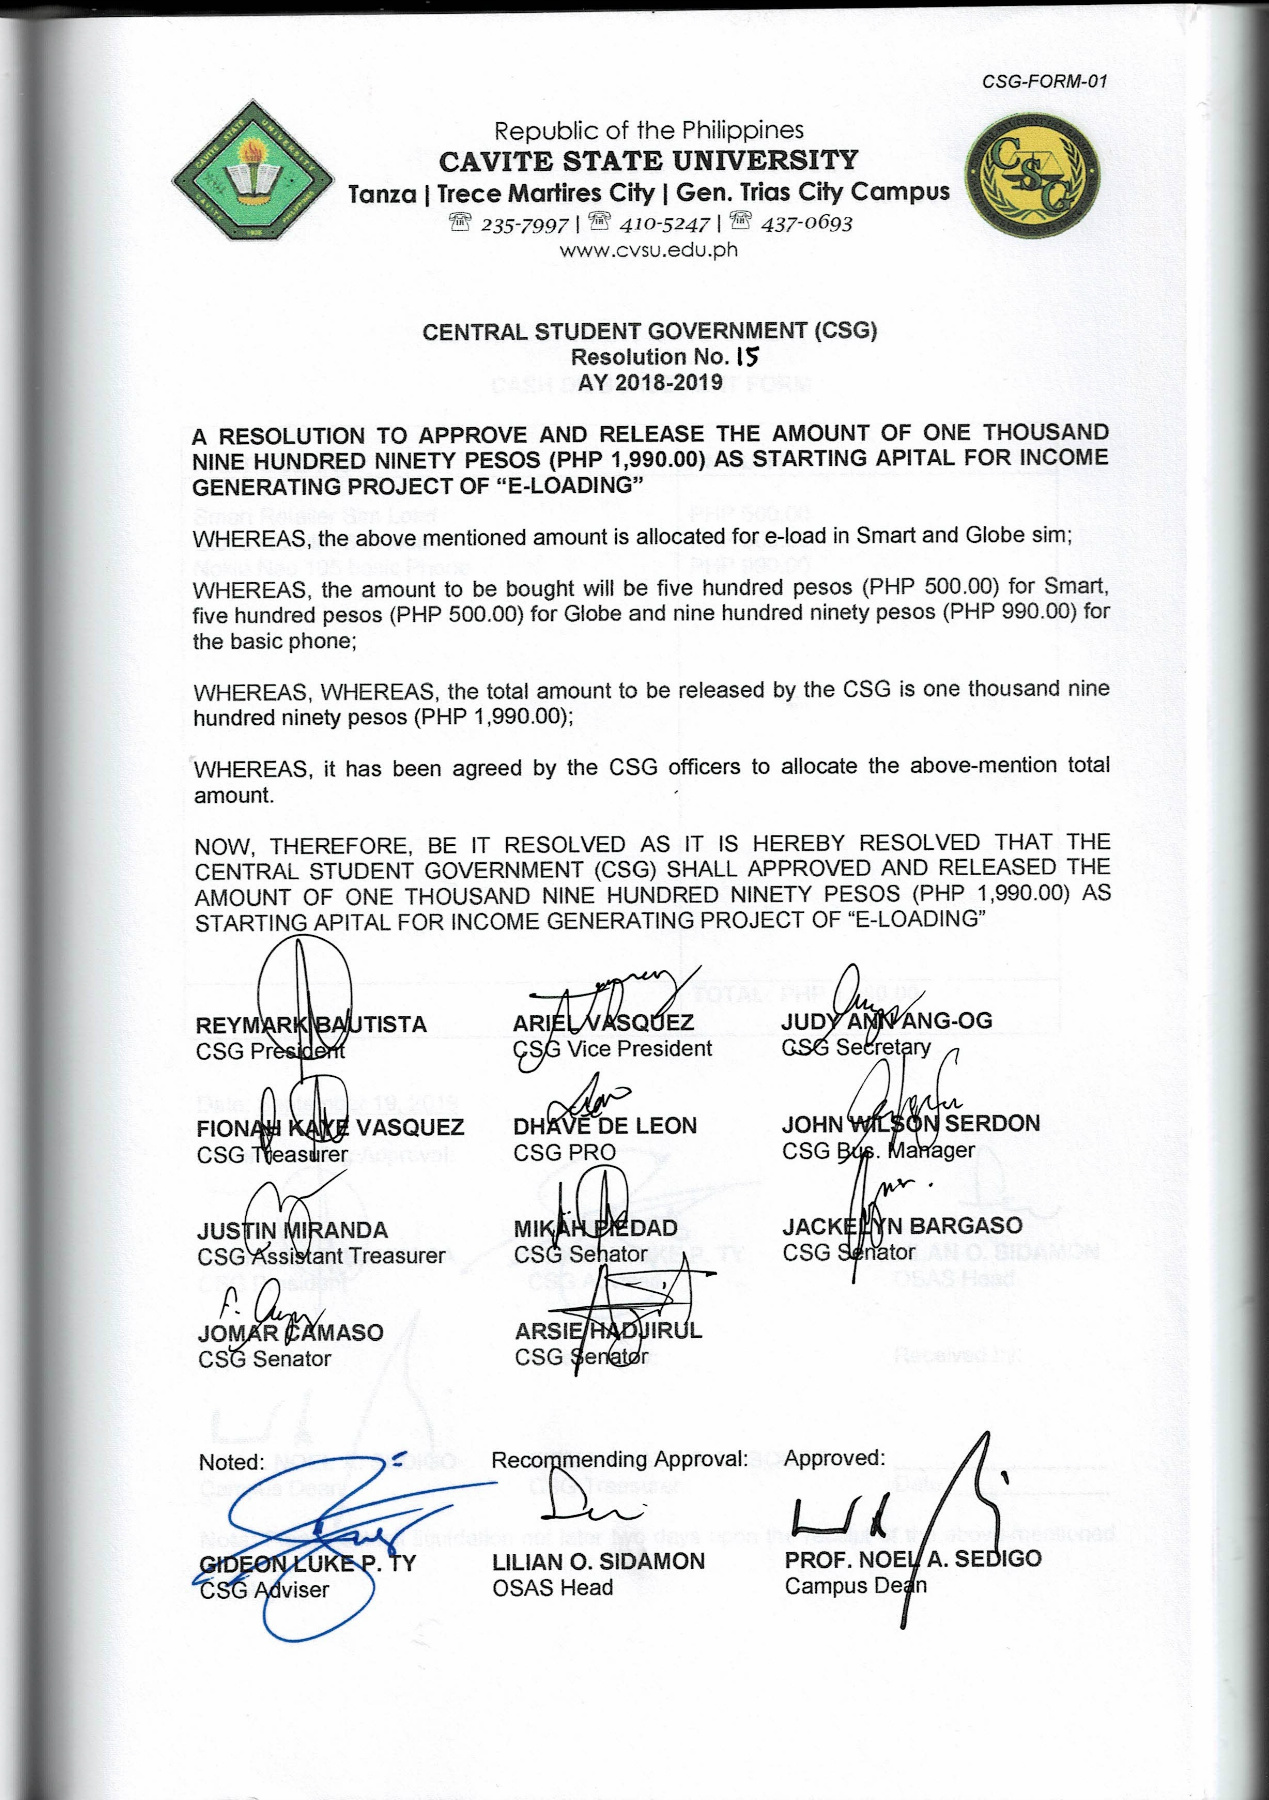 CSG-FORM-01
Republic of the Philippines
CAVITE STATE UNIVERSITY
Tanza | Trece Martires City | Gen. Trias City Campus
☏ 235-7997 | ☏ 410-5247 | ☏ 437-0693
www.cvsu.edu.ph
CAVITE STATE UNIVERSITY
CSG
CENTRAL STUDENT GOVERNMENT (CSG)
Resolution No. 15
AY 2018-2019
A RESOLUTION TO APPROVE AND RELEASE THE AMOUNT OF ONE THOUSAND
NINE HUNDRED NINETY PESOS (PHP 1,990.00) AS STARTING APITAL FOR INCOME
GENERATING PROJECT OF “E-LOADING”
WHEREAS, the above mentioned amount is allocated for e-load in Smart and Globe sim;
WHEREAS, the amount to be bought will be five hundred pesos (PHP 500.00) for Smart,
five hundred pesos (PHP 500.00) for Globe and nine hundred ninety pesos (PHP 990.00) for
the basic phone;
WHEREAS, WHEREAS, the total amount to be released by the CSG is one thousand nine
hundred ninety pesos (PHP 1,990.00);
WHEREAS, it has been agreed by the CSG officers to allocate the above-mention total
amount.
NOW, THEREFORE, BE IT RESOLVED AS IT IS HEREBY RESOLVED THAT THE
CENTRAL STUDENT GOVERNMENT (CSG) SHALL APPROVED AND RELEASED THE
AMOUNT OF ONE THOUSAND NINE HUNDRED NINETY PESOS (PHP 1,990.00) AS
STARTING APITAL FOR INCOME GENERATING PROJECT OF “E-LOADING”
REYMARK BAUTISTA ARIEL VASQUEZ JUDY ANN ANG-OG
CSG President CSG Vice President CSG Secretary
FIONAH KAYE VASQUEZ DHAVE DE LEON JOHN WILSON SERDON
CSG Treasurer CSG PRO CSG Bus. Manager
JUSTIN MIRANDA MIKAH PIEDAD JACKELYN BARGASO
CSG Assistant Treasurer CSG Senator CSG Senator
JOMAR CAMASO ARSIE HADJIRUL
CSG Senator CSG Senator
Noted: Recommending Approval: Approved:
GIDEON LUKE P. TY LILIAN O. SIDAMON PROF. NOEL A. SEDIGO
CSG Adviser OSAS Head Campus Dean